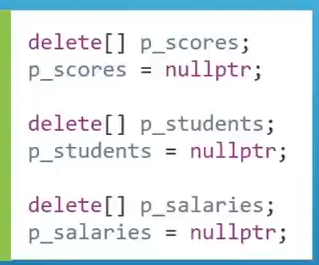 delete[] p_scores;
p_scores = nullptr;
delete[] p_students;
p_students = nullptr;
delete[] p_salaries;
p_salaries = nullptr;